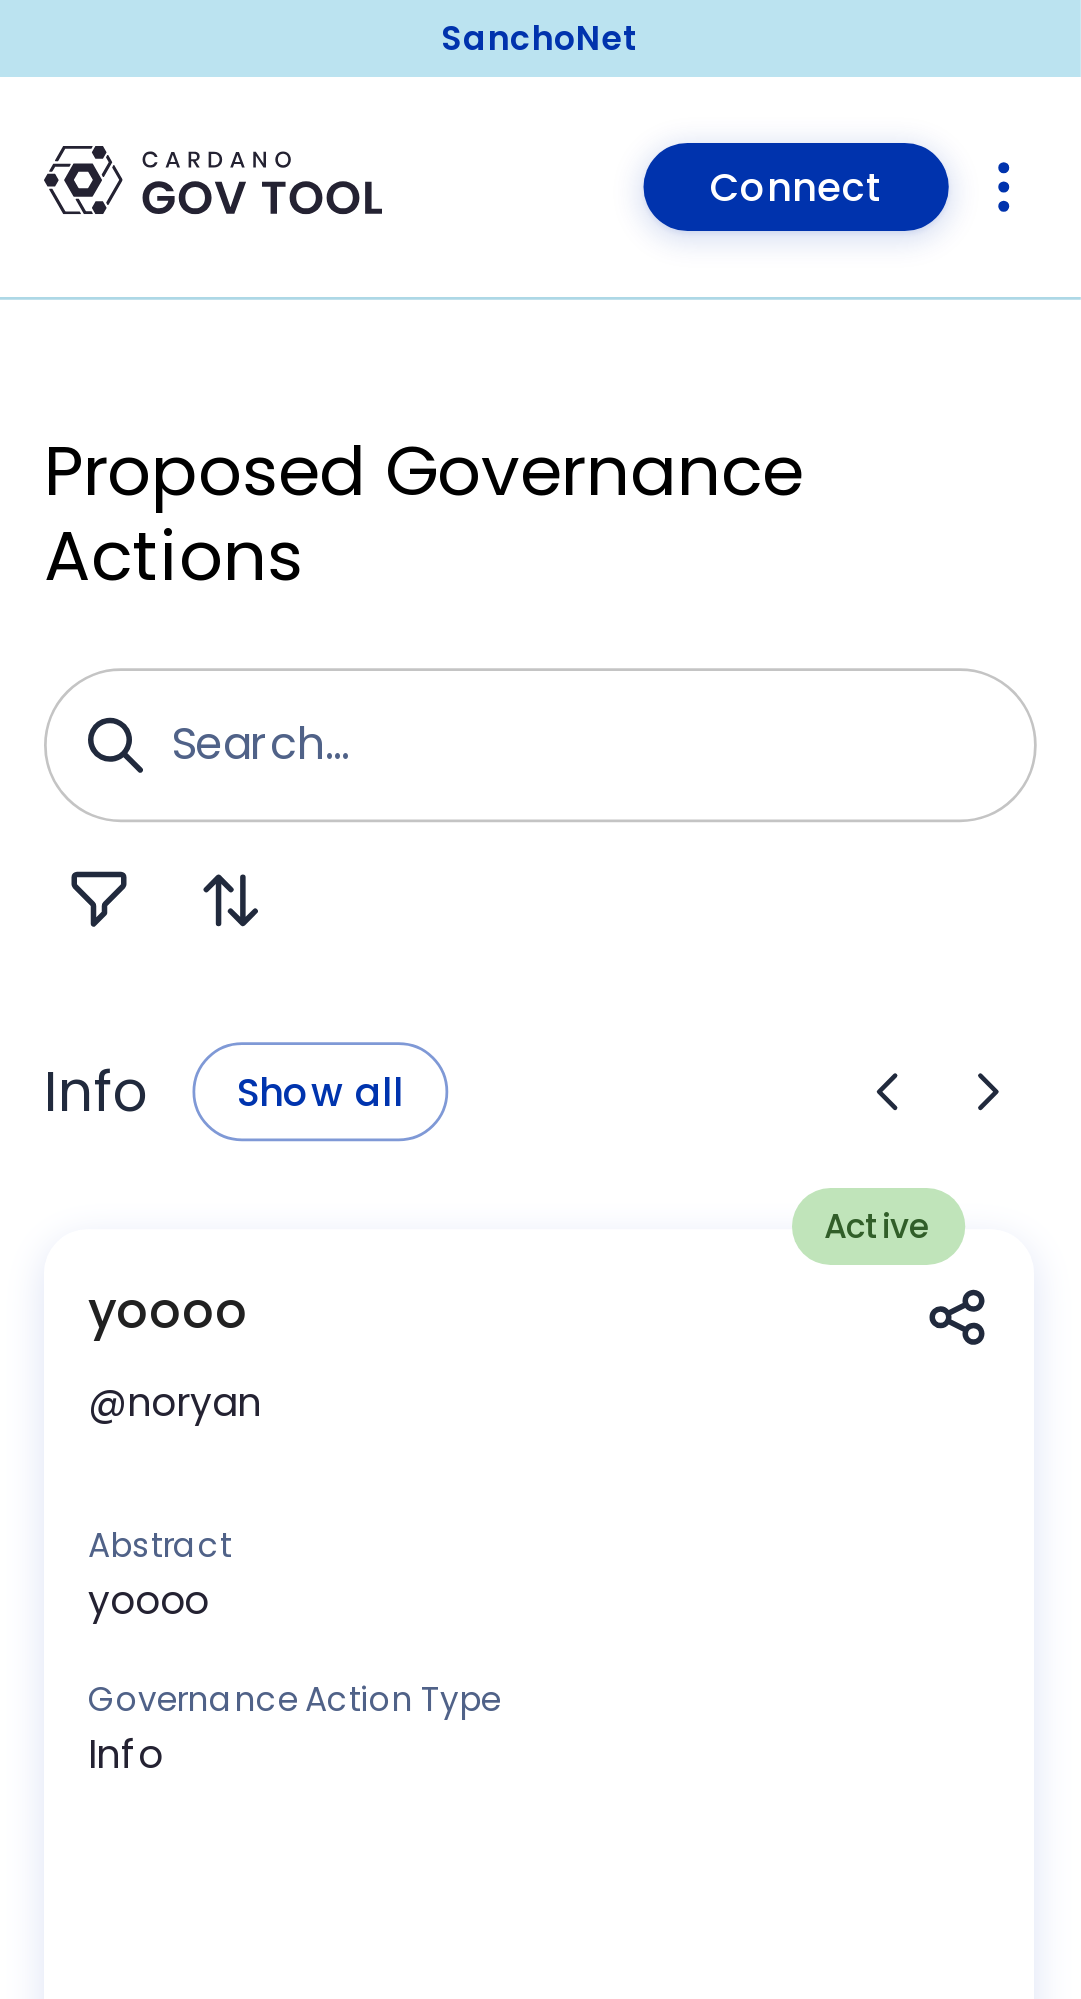 SanchoNet
CARDANO
GOV TOOL
Connect
Proposed Governance
Actions
Search...
Info
Show all
Active
yoooo
@noryan
Abstract
yoooo
Governance Action Type
Info